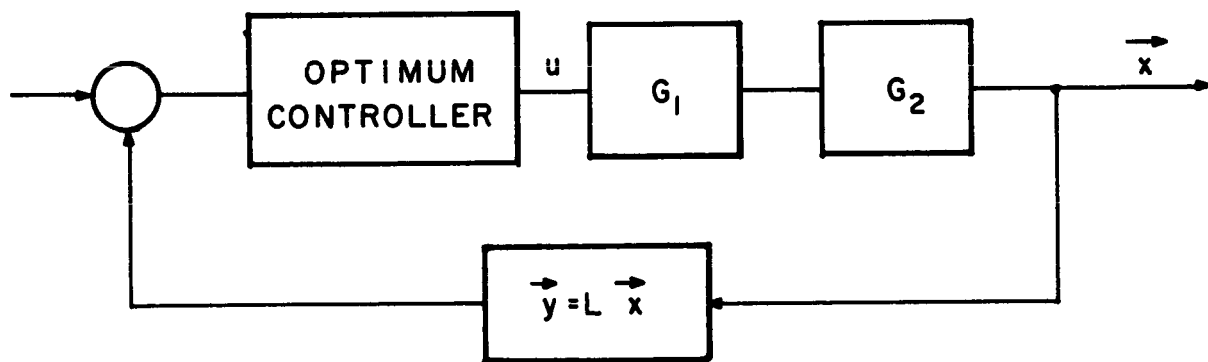 OPTIMUM
CONTROLLER
u
G₁
G₂
x⃗
y⃗ = L x⃗